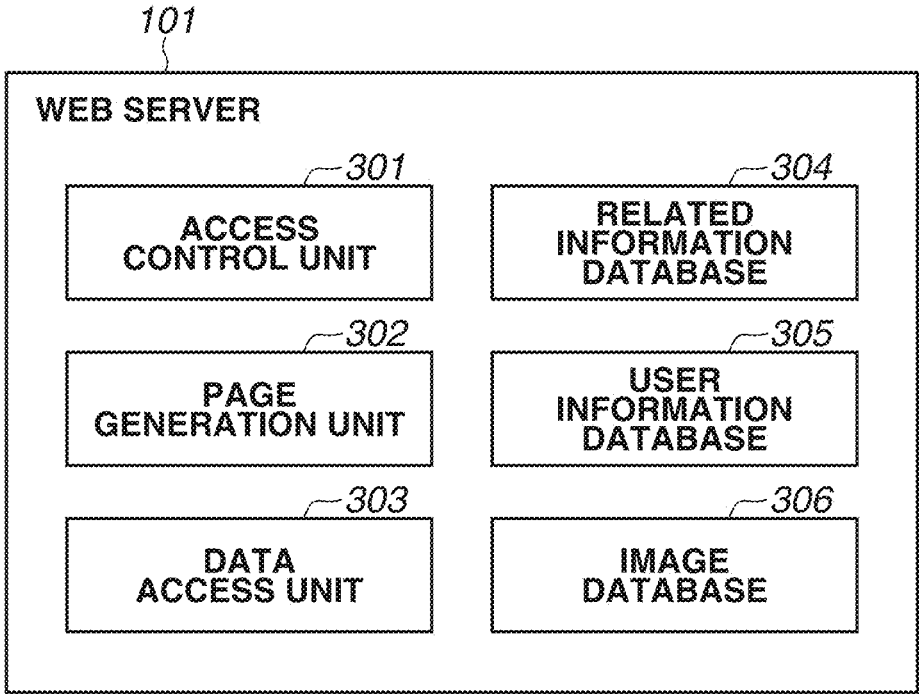 101
WEB SERVER
301
ACCESS
CONTROL UNIT
304
RELATED
INFORMATION
DATABASE
302
PAGE
GENERATION UNIT
305
USER
INFORMATION
DATABASE
303
DATA
ACCESS UNIT
306
IMAGE
DATABASE